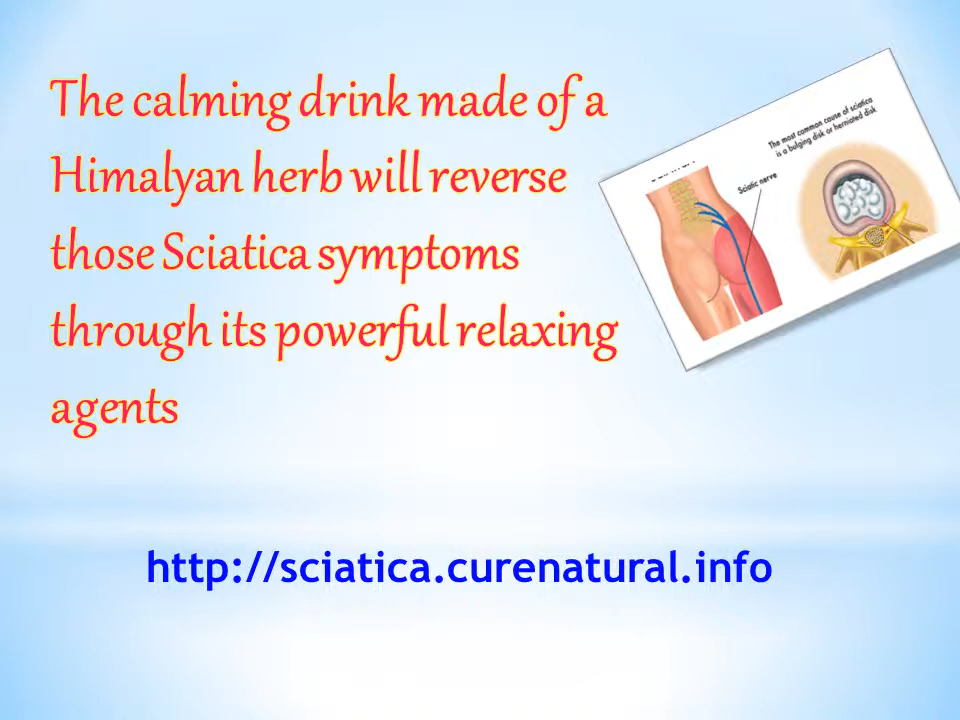 The calming drink made of a
Himalyan herb will reverse
those Sciatica symptoms
through its powerful relaxing
agents
The most common cause of sciatica
is a bulging disk or herniated disk
Sciatic nerve
http://sciatica.curenatural.info